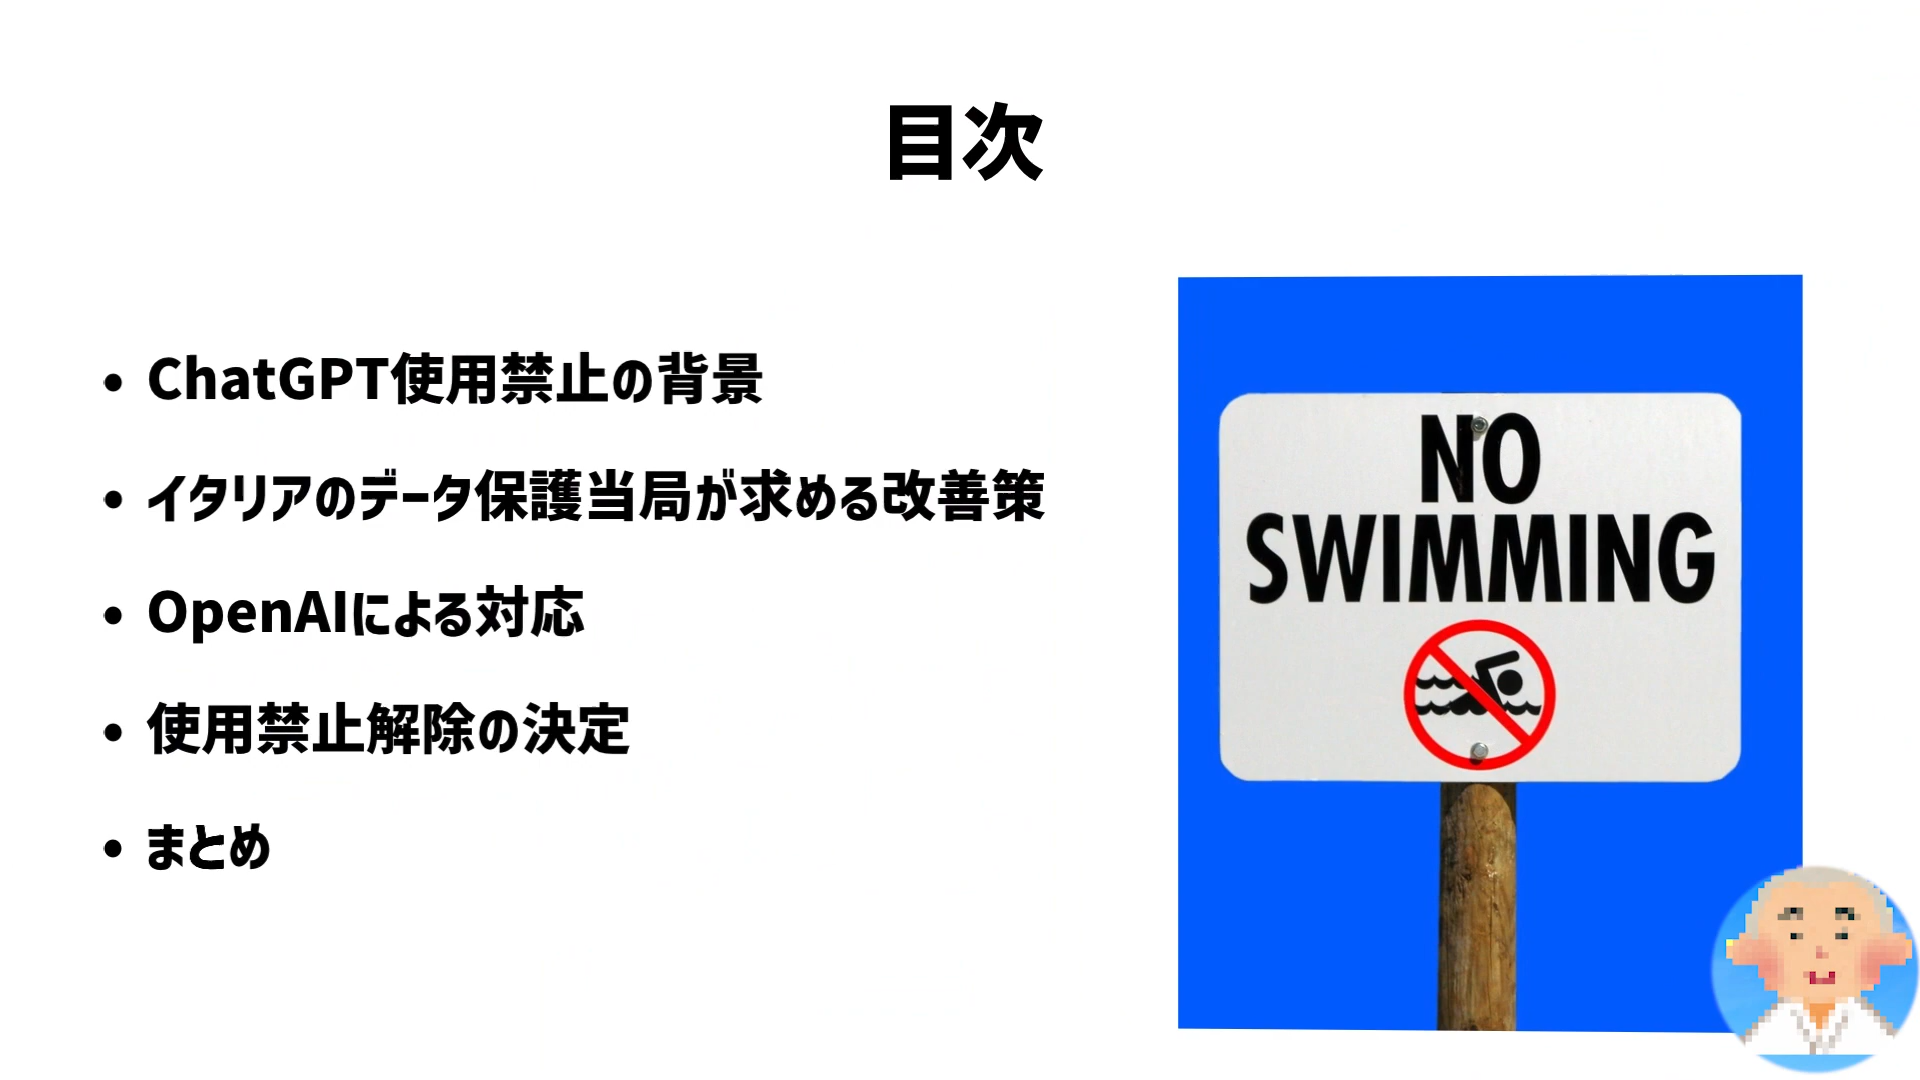 目次
• ChatGPT使用禁止の背景
• イタリアのデータ保護当局が求める改善策
• OpenAIによる対応
• 使用禁止解除の決定
• まとめ
NO
SWIMMING